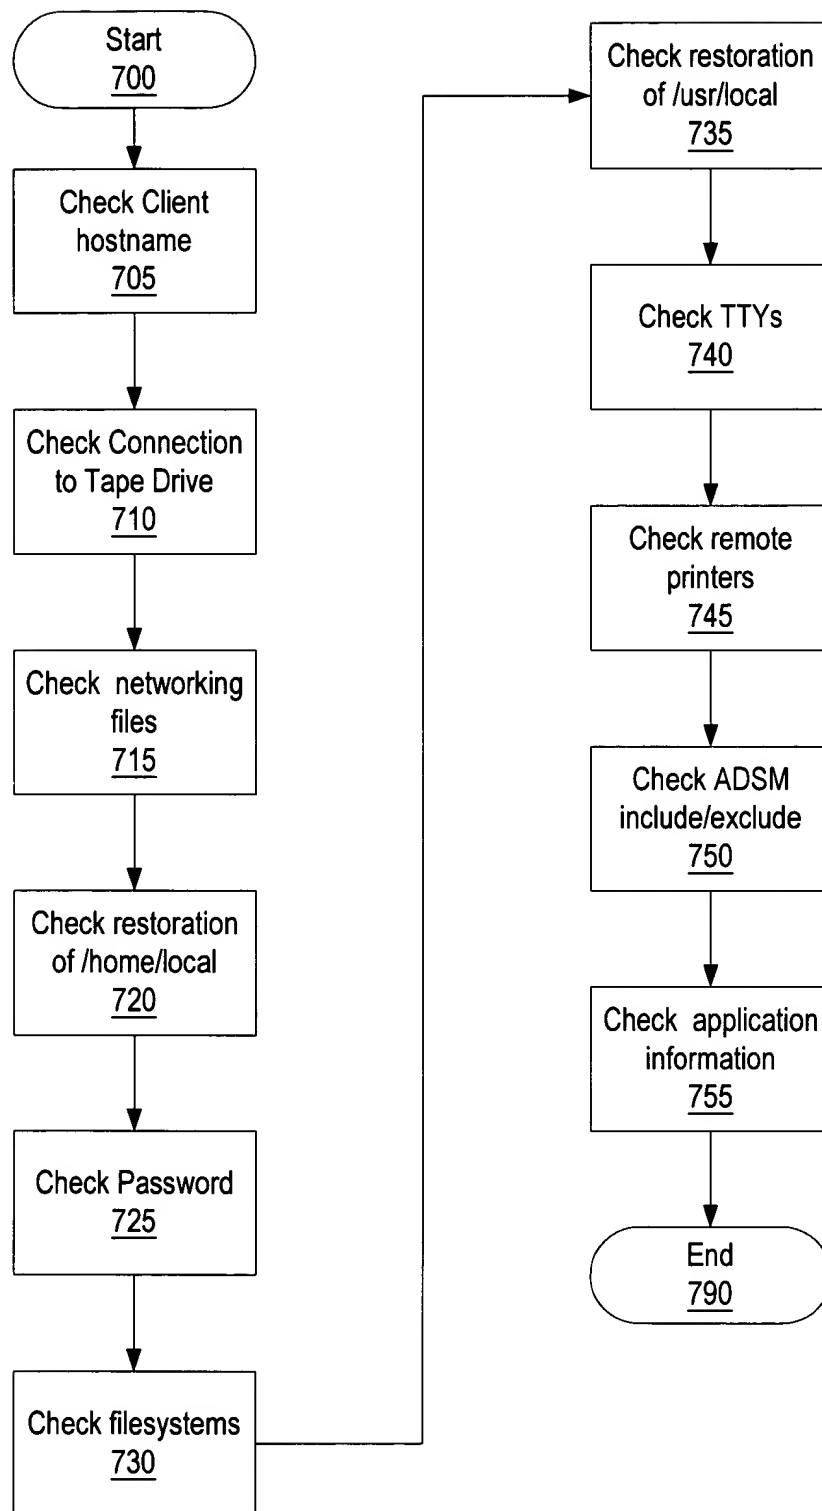 Start
700
Check Client
hostname
705
Check Connection
to Tape Drive
710
Check networking
files
715
Check restoration
of /home/local
720
Check Password
725
Check filesystems
730
Check restoration
of /usr/local
735
Check TTYs
740
Check remote
printers
745
Check ADSM
include/exclude
750
Check application
information
755
End
790